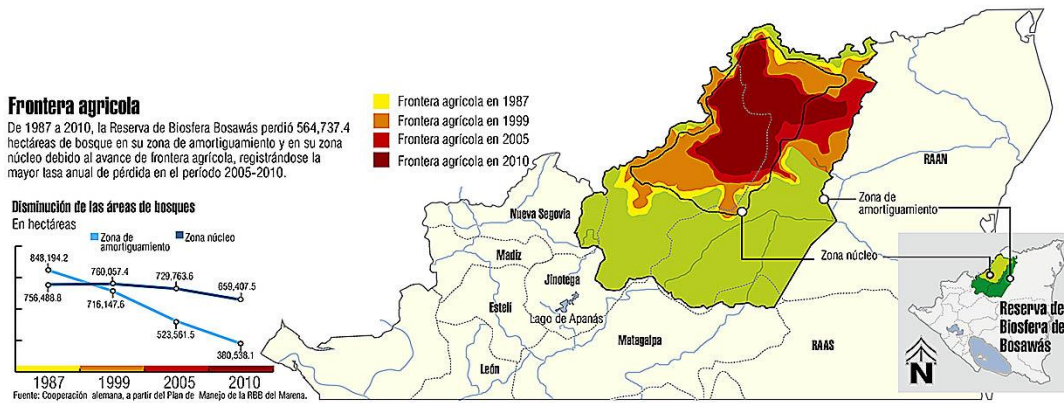 Frontera agrícola
De 1987 a 2010, la Reserva de Biosfera Bosawás perdió 564,737.4
hectáreas de bosque en su zona de amortiguamiento y en su zona
núcleo debido al avance de frontera agrícola, registrándose la
mayor tasa anual de pérdida en el período 2005-2010.
Disminución de las áreas de bosques
En hectáreas
Zona de
amortiguamiento
Zona núcleo
848,194.2
760,057.4
729,763.6
659,407.5
756,488.8
716,147.6
523,561.5
380,538.1
1987
1999
2005
2010
Fuente: Cooperación alemana, a partir del Plan de Manejo de la RBB del Marena.
Frontera agrícola en 1987
Frontera agrícola en 1999
Frontera agrícola en 2005
Frontera agrícola en 2010
RAAN
Zona de
amortiguamiento
Zona núcleo
Nueva Segovia
Madiz
Jinotega
Estelí
Lago de Apanás
Matagalpa
León
RAAS
Reserva de
Biosfera de
Bosawás
N